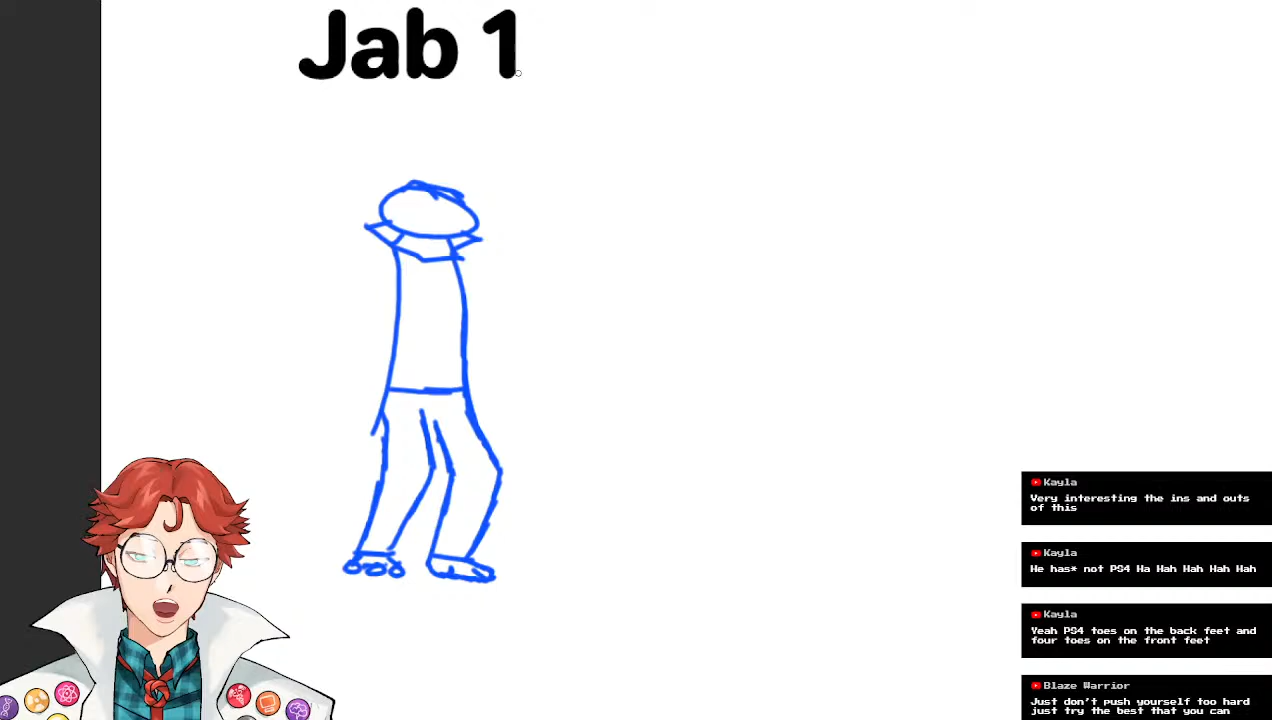 Jab 1
Kayla
Very interesting the ins and outs
of this
Kayla
He has* not PS4 Ha Hah Hah Hah Hah
Kayla
Yeah PS4 toes on the back feet and
four toes on the front feet
Blaze Warrior
Just don't push yourself too hard
just try the best that you can